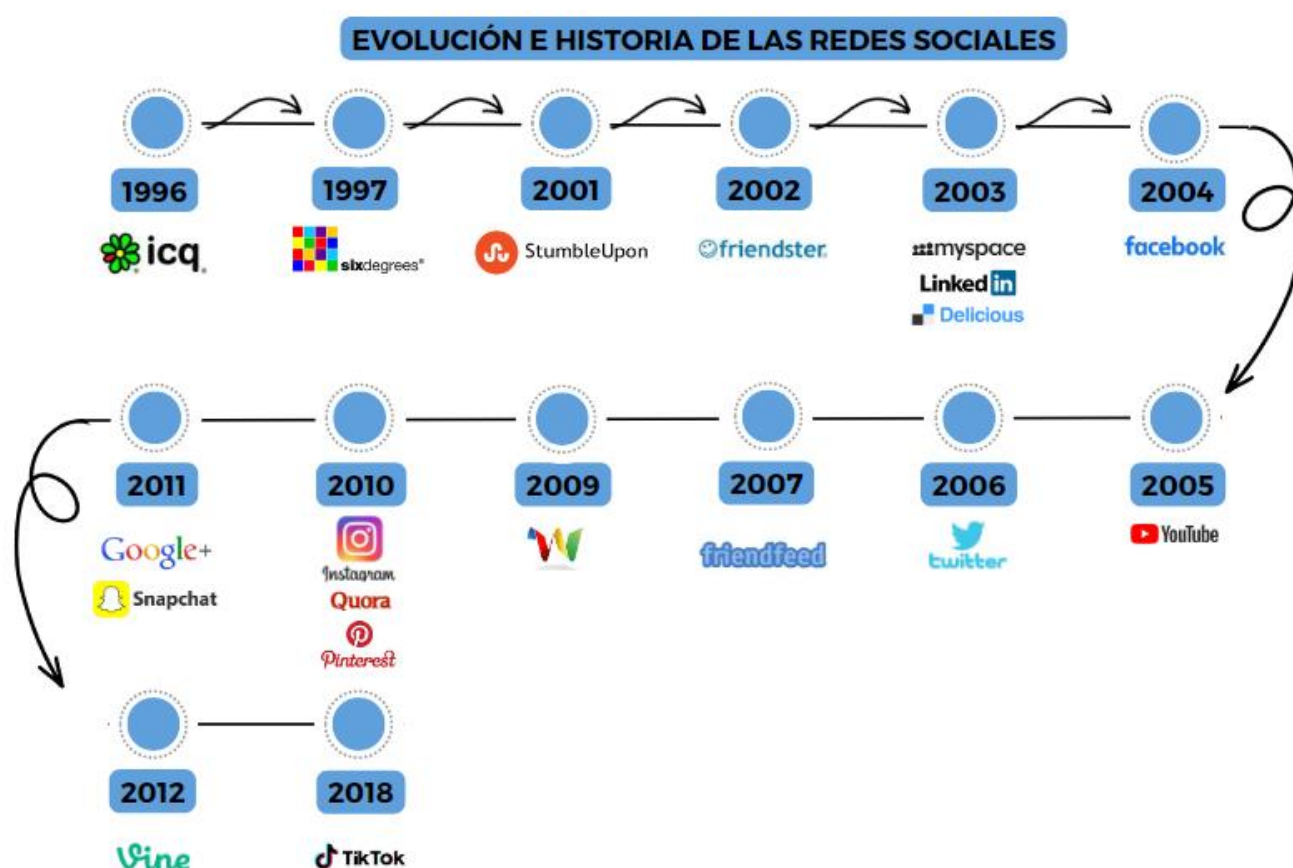 EVOLUCIÓN E HISTORIA DE LAS REDES SOCIALES
1996
1997
2001
2002
2003
2004
icq
sixdegrees®
StumbleUpon
friendster
myspace
LinkedIn
Delicious
facebook
2011
2010
2009
2007
2006
2005
Google+
Snapchat
Instagram
Quora
Pinterest
friendfeed
twitter
YouTube
2012
2018
Vine
TikTok